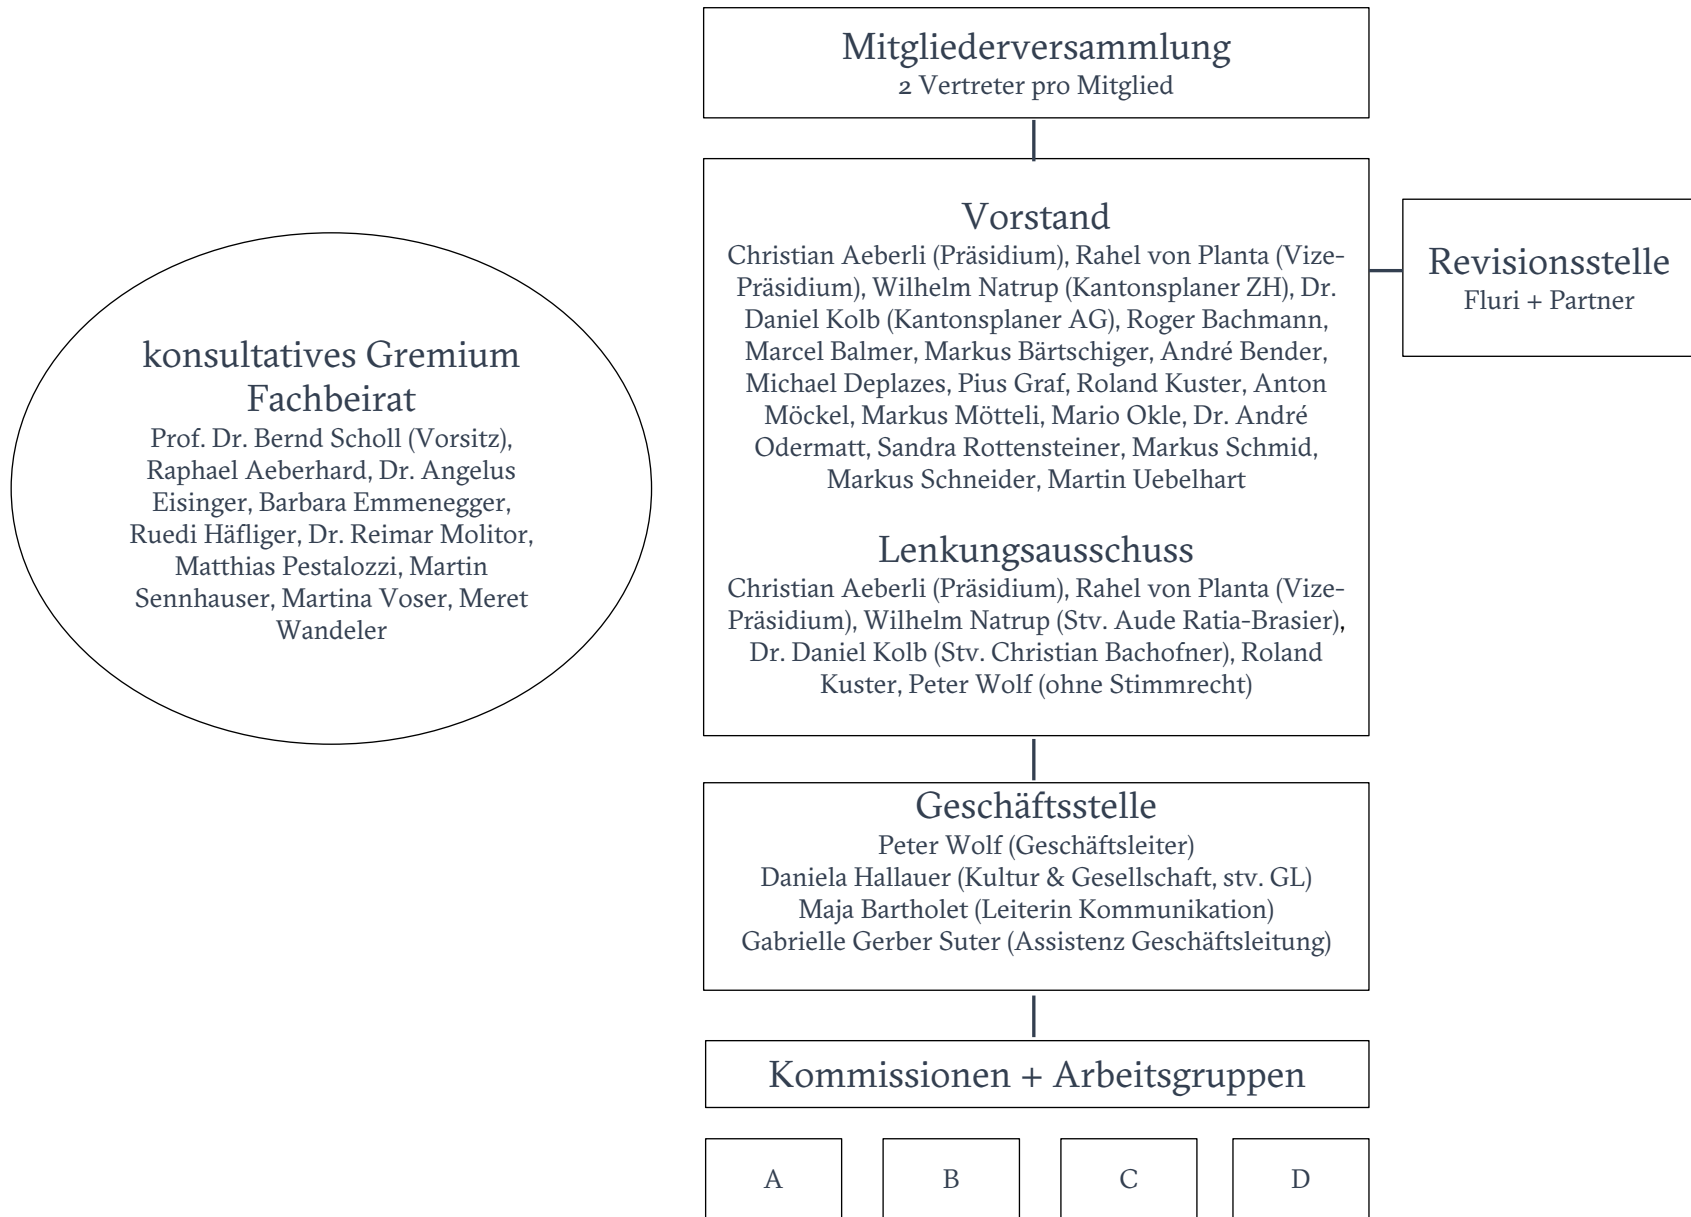 Mitgliederversammlung
2 Vertreter pro Mitglied
Vorstand
Christian Aeberli (Präsidium), Rahel von Planta (Vize-
Präsidium), Wilhelm Natrup (Kantonsplaner ZH), Dr.
Daniel Kolb (Kantonsplaner AG), Roger Bachmann,
Marcel Balmer, Markus Bärtschiger, André Bender,
Michael Deplazes, Pius Graf, Roland Kuster, Anton
Möckel, Markus Mötteli, Mario Okle, Dr. André
Odermatt, Sandra Rottensteiner, Markus Schmid,
Markus Schneider, Martin Uebelhart
Lenkungsausschuss
Christian Aeberli (Präsidium), Rahel von Planta (Vize-
Präsidium), Wilhelm Natrup (Stv. Aude Ratia-Brasier),
Dr. Daniel Kolb (Stv. Christian Bachofner), Roland
Kuster, Peter Wolf (ohne Stimmrecht)
Revisionsstelle
Fluri + Partner
konsultatives Gremium
Fachbeirat
Prof. Dr. Bernd Scholl (Vorsitz),
Raphael Aeberhard, Dr. Angelus
Eisinger, Barbara Emmenegger,
Ruedi Häfliger, Dr. Reimar Molitor,
Matthias Pestalozzi, Martin
Sennhauser, Martina Voser, Meret
Wandeler
Geschäftsstelle
Peter Wolf (Geschäftsleiter)
Daniela Hallauer (Kultur & Gesellschaft, stv. GL)
Maja Bartholet (Leiterin Kommunikation)
Gabrielle Gerber Suter (Assistenz Geschäftsleitung)
Kommissionen + Arbeitsgruppen
A
B
C
D